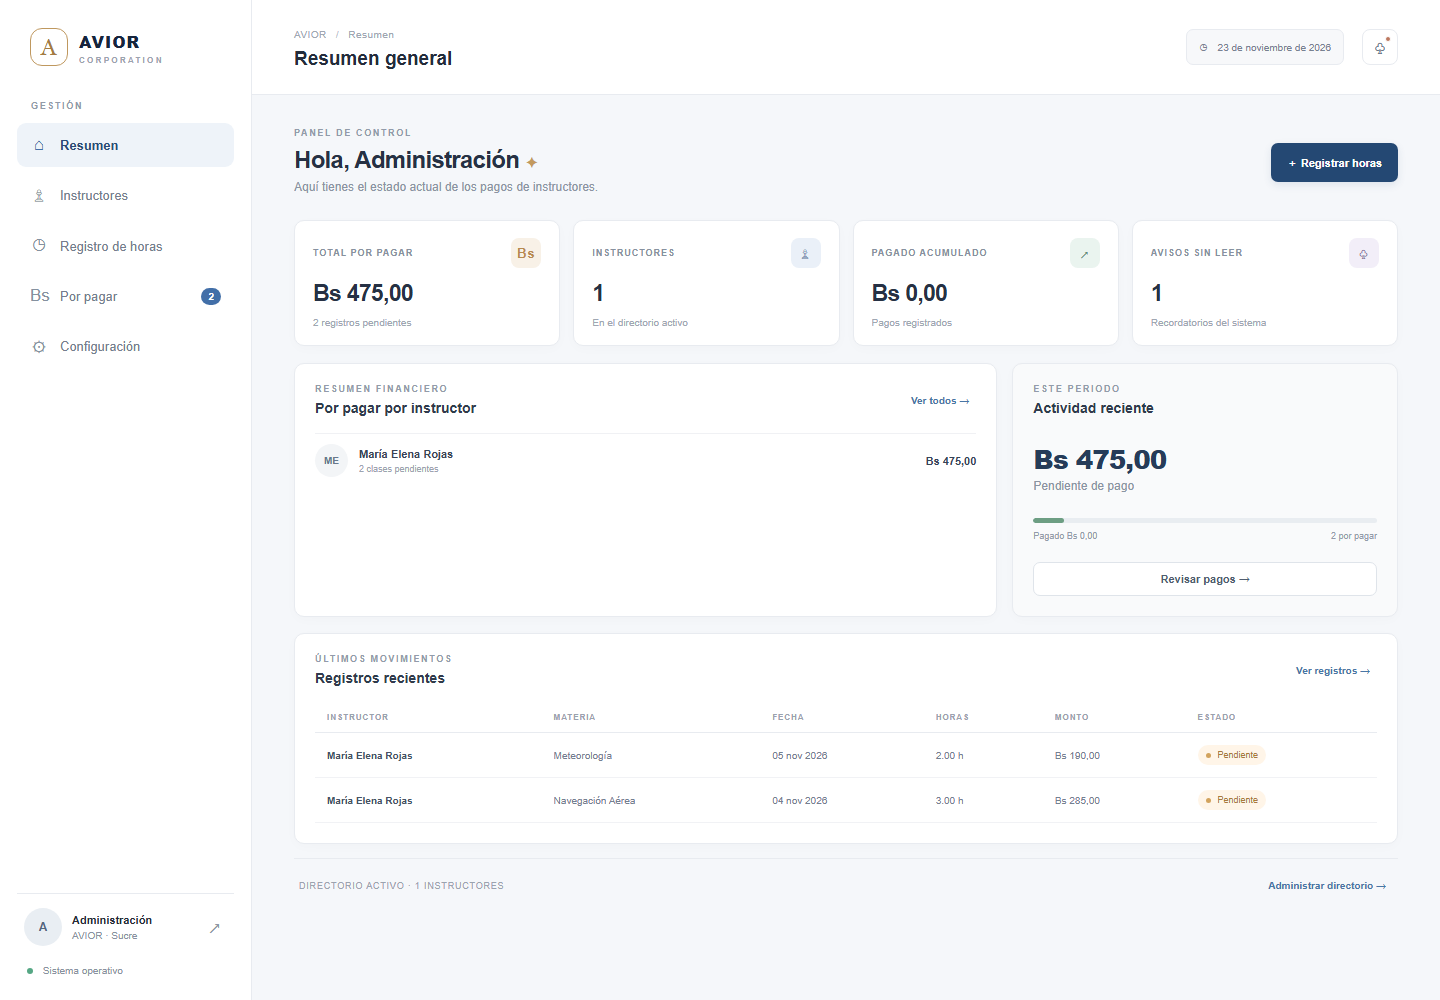 A
AVIOR
CORPORATION
GESTIÓN
Resumen
Instructores
Registro de horas
Bs Por pagar 2
Configuración
A
Administración
AVIOR · Sucre
Sistema operativo
AVIOR / Resumen
Resumen general
23 de noviembre de 2026
PANEL DE CONTROL
Hola, Administración
Aquí tienes el estado actual de los pagos de instructores.
+ Registrar horas
TOTAL POR PAGAR
Bs
Bs 475,00
2 registros pendientes
INSTRUCTORES
1
En el directorio activo
PAGADO ACUMULADO
Bs 0,00
Pagos registrados
AVISOS SIN LEER
1
Recordatorios del sistema
RESUMEN FINANCIERO
Por pagar por instructor
Ver todos →
ME
María Elena Rojas
2 clases pendientes
Bs 475,00
ESTE PERIODO
Actividad reciente
Bs 475,00
Pendiente de pago
Pagado Bs 0,00 2 por pagar
Revisar pagos →
ÚLTIMOS MOVIMIENTOS
Registros recientes
Ver registros →
INSTRUCTOR MATERIA FECHA HORAS MONTO ESTADO
María Elena Rojas Meteorología 05 nov 2026 2.00 h Bs 190,00 Pendiente
María Elena Rojas Navegación Aérea 04 nov 2026 3.00 h Bs 285,00 Pendiente
DIRECTORIO ACTIVO · 1 INSTRUCTORES
Administrar directorio →